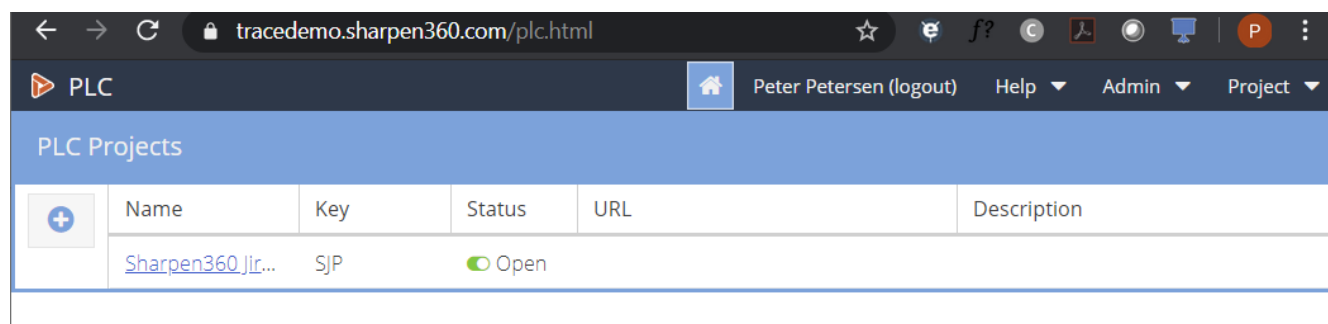 tracedemo.sharpen360.com/plc.html f? C P
PLC Peter Petersen (logout) Help Admin Project
PLC Projects
Name Key Status URL Description
Sharpen360 Jir... SJP Open